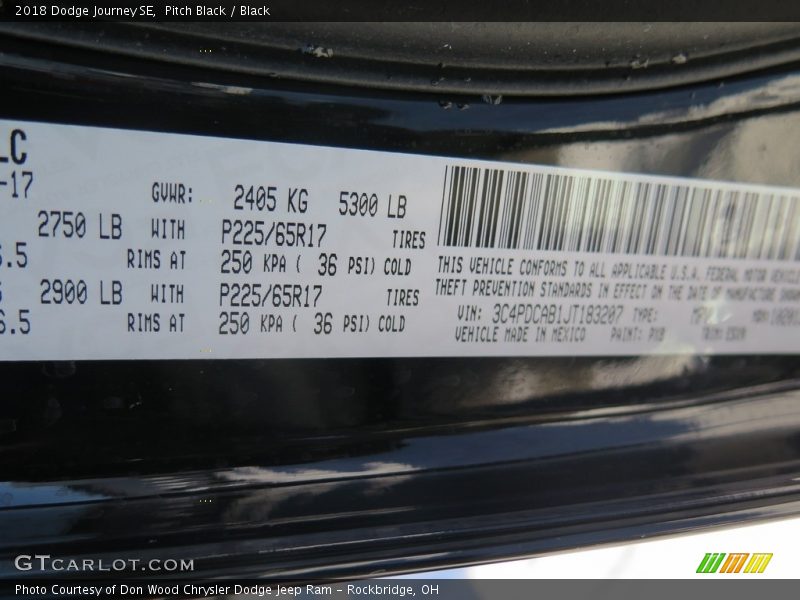 2018 Dodge Journey SE, Pitch Black / Black
LC
-17
GVWR: 2405 KG 5300 LB
2750 LB WITH P225/65R17 TIRES
6.5 RIMS AT 250 KPA ( 36 PSI) COLD
2900 LB WITH P225/65R17 TIRES
6.5 RIMS AT 250 KPA ( 36 PSI) COLD
THIS VEHICLE CONFORMS TO ALL APPLICABLE U.S.A. FEDERAL MOTOR VEHICLE
THEFT PREVENTION STANDARDS IN EFFECT ON THE DATE OF MANUFACTURE SHOWN
VIN: 3C4PDCAB1JT183207 TYPE:
VEHICLE MADE IN MEXICO PAINT: PX8 TRIM:
GTCARLOT.COM
Photo Courtesy of Don Wood Chrysler Dodge Jeep Ram – Rockbridge, OH